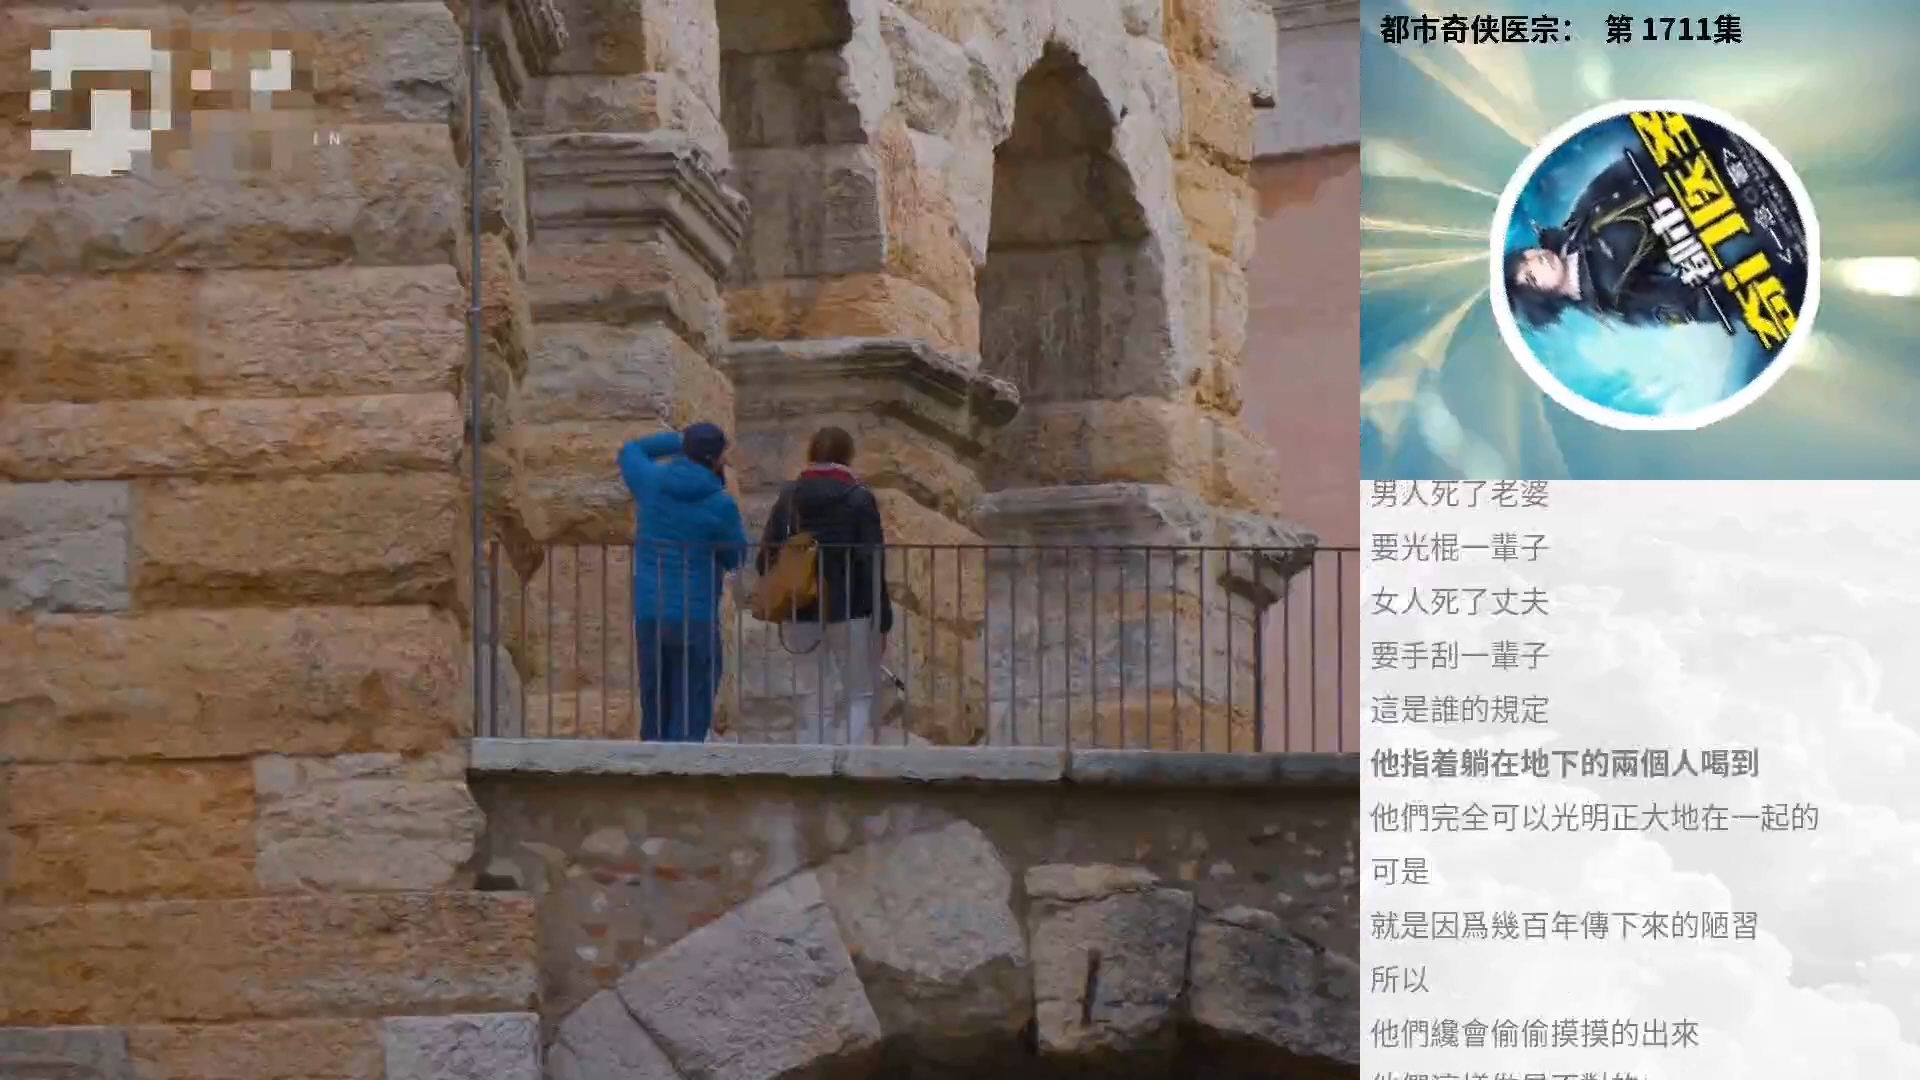 IN
都市奇侠医宗： 第 1711集
男人死了老婆
要光棍一輩子
女人死了丈夫
要手刮一輩子
這是誰的規定
他指着躺在地下的兩個人喝到
他們完全可以光明正大地在一起的
可是
就是因爲幾百年傳下來的陋習
所以
他們纔會偷偷摸摸的出來